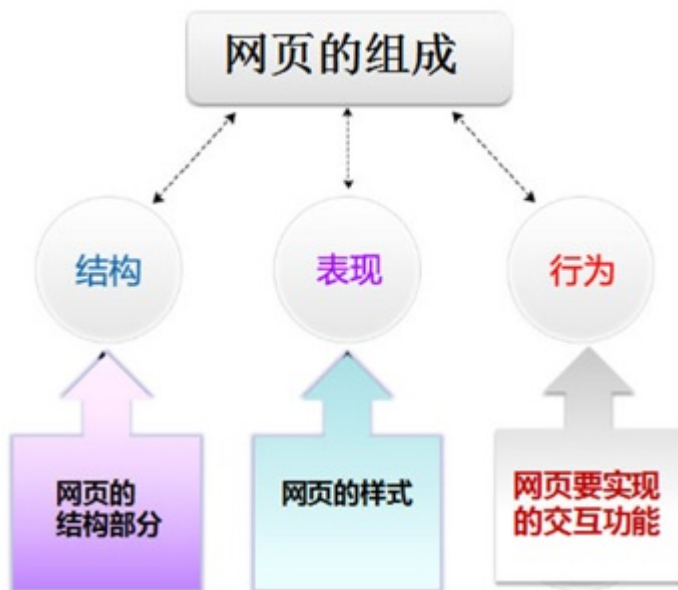 网页的组成
结构
表现
行为
网页的
结构部分
网页的样式
网页要实现
的交互功能